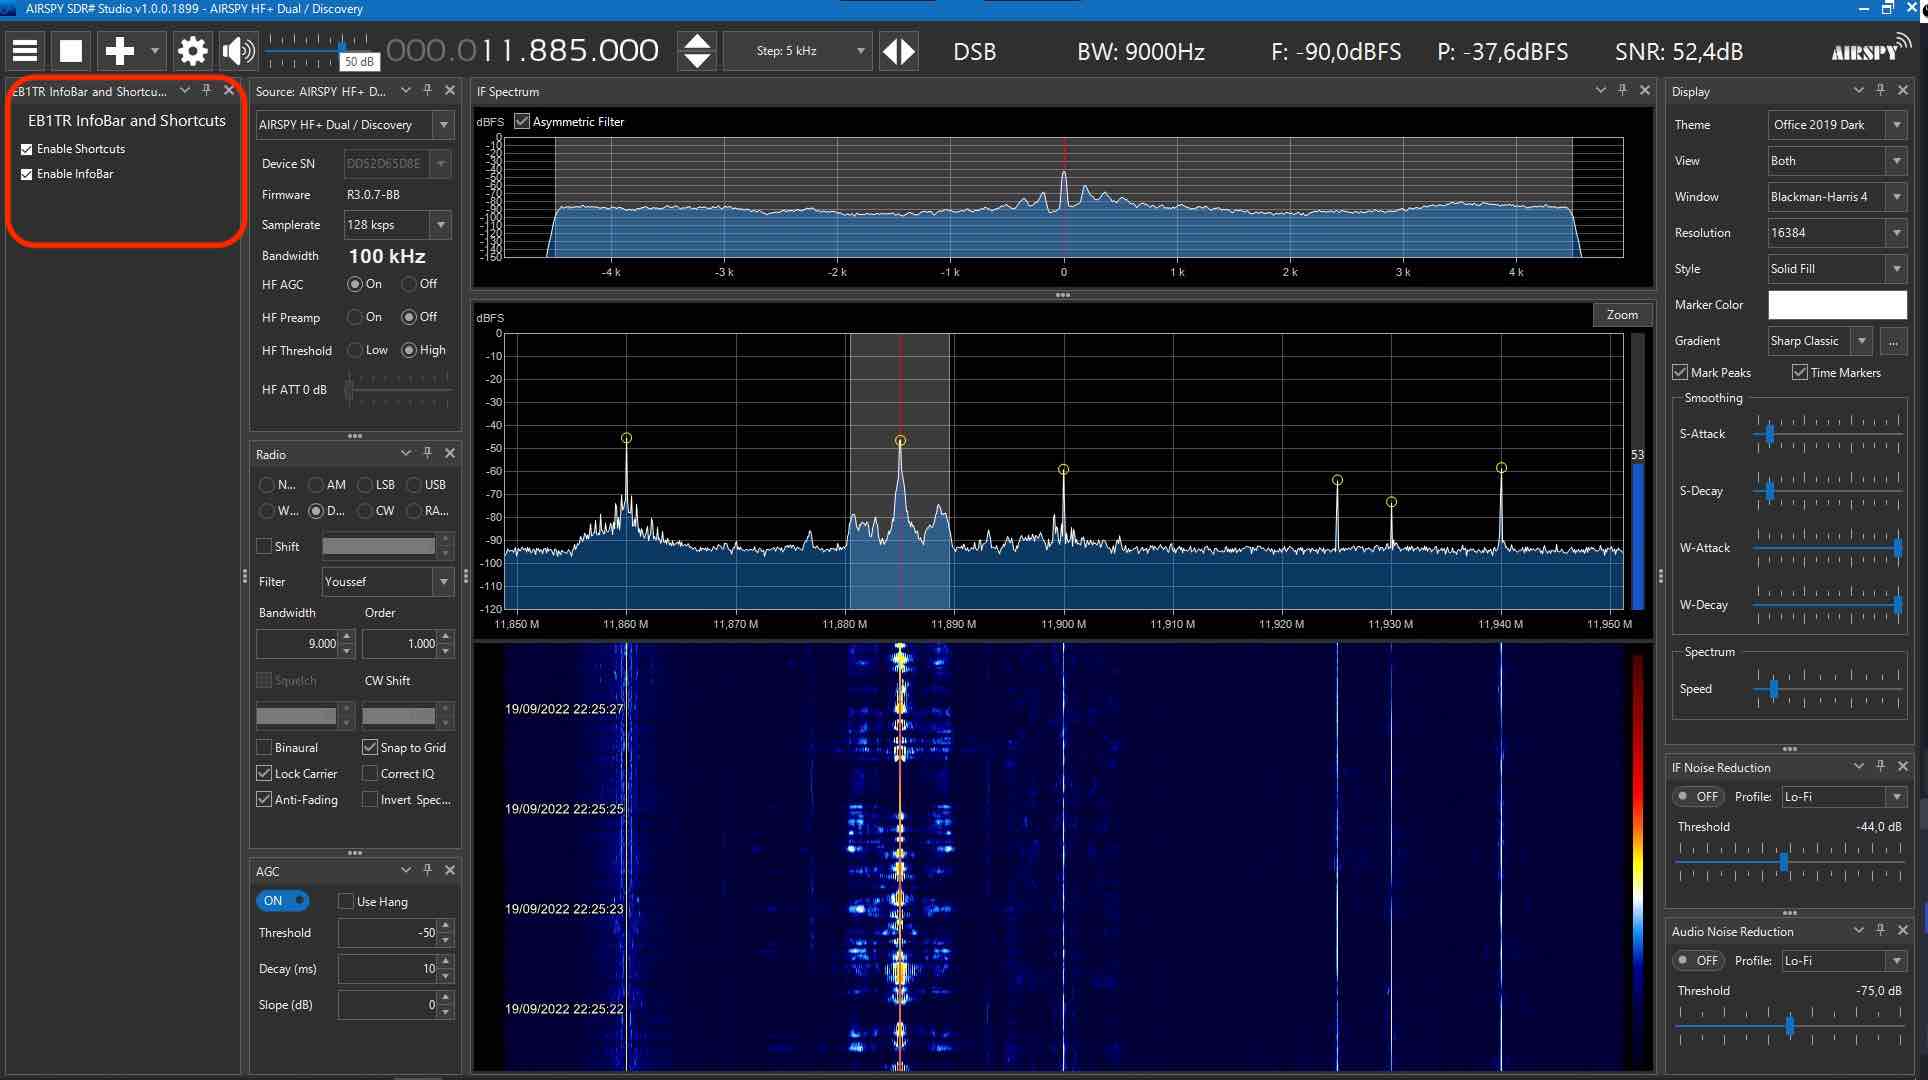 AIRSPY SDR# Studio v1.0.0.1899 - AIRSPY HF+ Dual / Discovery
50 dB
000.011.885.000
Step: 5 kHz
DSB
BW: 9000Hz
F: -90,0dBFS
P: -37,6dBFS
SNR: 52,4dB
AIRSPY
EB1TR InfoBar and Shortcu...
EB1TR InfoBar and Shortcuts
Enable Shortcuts
Enable InfoBar
Source: AIRSPY HF+ D...
AIRSPY HF+ Dual / Discovery
Device SN DD52D65D8E
Firmware R3.0.7-BB
Samplerate 128 ksps
Bandwidth 100 kHz
HF AGC On Off
HF Preamp On Off
HF Threshold Low High
HF ATT 0 dB
Radio
N... AM LSB USB
W... D... CW RA...
Shift
Filter Youssef
Bandwidth Order
9.000 1.000
Squelch CW Shift
Binaural Snap to Grid
Lock Carrier Correct IQ
Anti-Fading Invert Spec...
AGC
ON Use Hang
Threshold -50
Decay (ms) 10
Slope (dB) 0
IF Spectrum
dBFS Asymmetric Filter
0
-10
-20
-30
-40
-50
-60
-70
-80
-90
-100
-110
-120
-130
-140
-150
-4 k -3 k -2 k -1 k 0 1 k 2 k 3 k 4 k
dBFS
Zoom
0
-10
-20
-30
-40
-50
-60
-70
-80
-90
-100
-110
-120
53
11,850 M 11,860 M 11,870 M 11,880 M 11,890 M 11,900 M 11,910 M 11,920 M 11,930 M 11,940 M 11,950 M
19/09/2022 22:25:27
19/09/2022 22:25:25
19/09/2022 22:25:23
19/09/2022 22:25:22
Display
Theme Office 2019 Dark
View Both
Window Blackman-Harris 4
Resolution 16384
Style Solid Fill
Marker Color
Gradient Sharp Classic ...
Mark Peaks Time Markers
Smoothing
S-Attack
S-Decay
W-Attack
W-Decay
Spectrum
Speed
IF Noise Reduction
OFF Profile: Lo-Fi
Threshold -44,0 dB
Audio Noise Reduction
OFF Profile: Lo-Fi
Threshold -75,0 dB